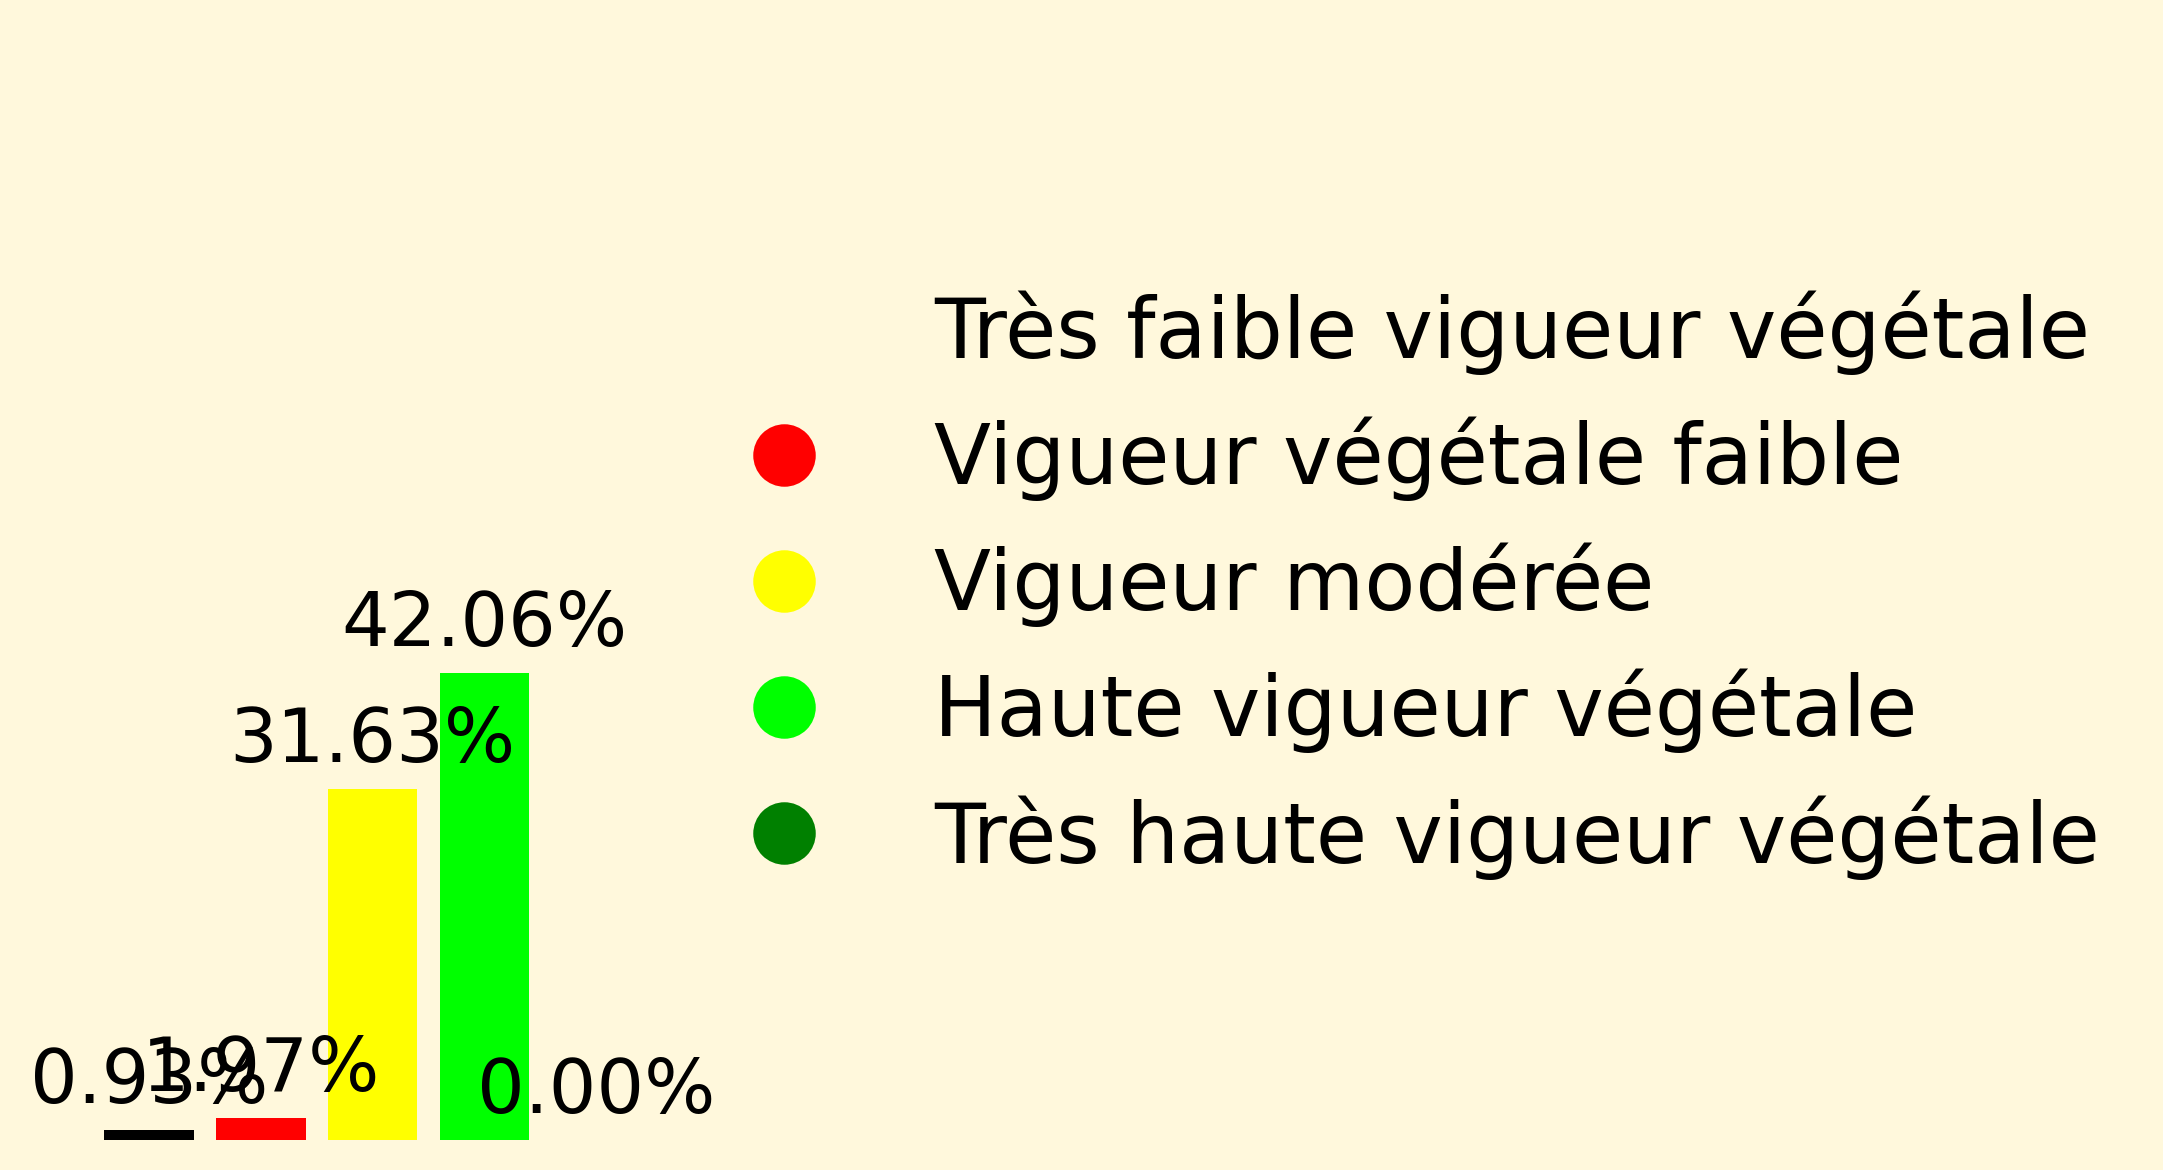 Très faible vigueur végétale
Vigueur végétale faible
Vigueur modérée
Haute vigueur végétale
Très haute vigueur végétale
42.06%
31.63%
0.93%
1.97%
0.00%